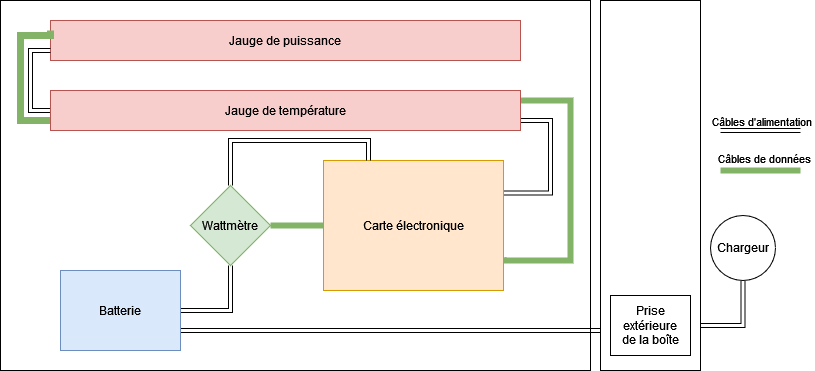 Jauge de puissance
Jauge de température
Câbles d'alimentation
Câbles de données
Wattmètre
Carte électronique
Chargeur
Batterie
Prise
extérieure
de la boîte